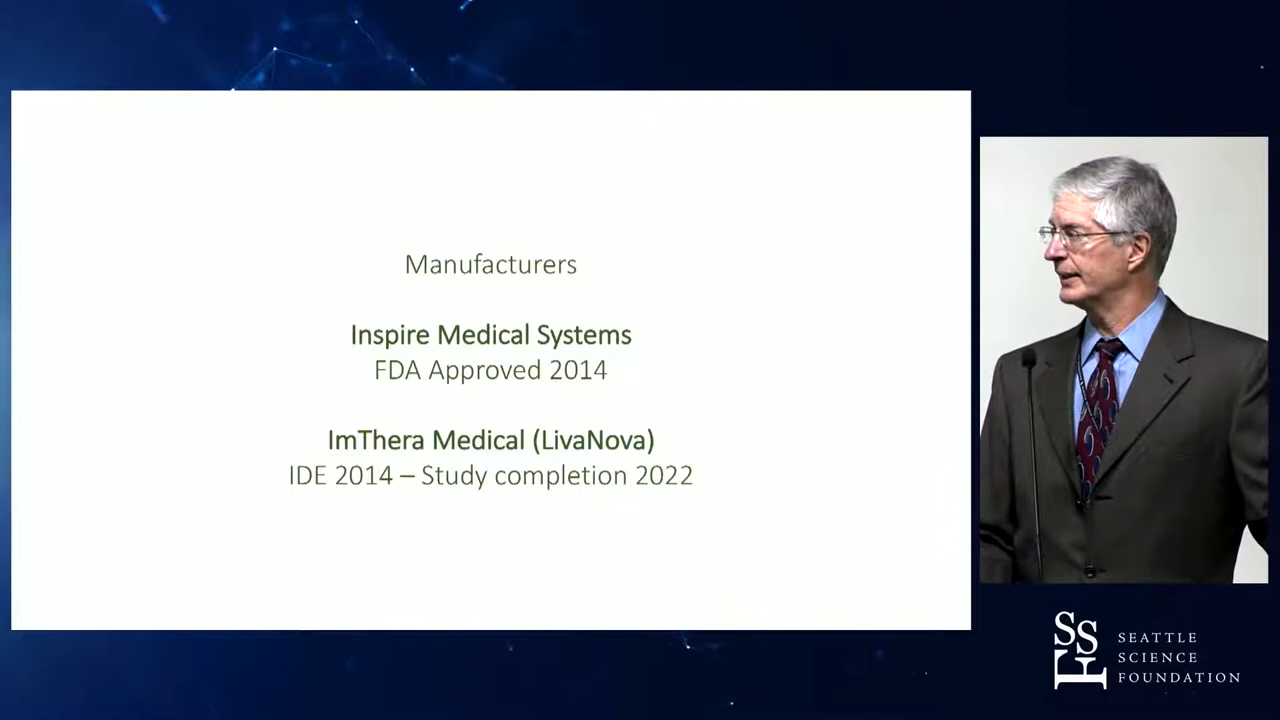 Manufacturers
Inspire Medical Systems
FDA Approved 2014
ImThera Medical (LivaNova)
IDE 2014 – Study completion 2022
SSF
SEATTLE
SCIENCE
FOUNDATION